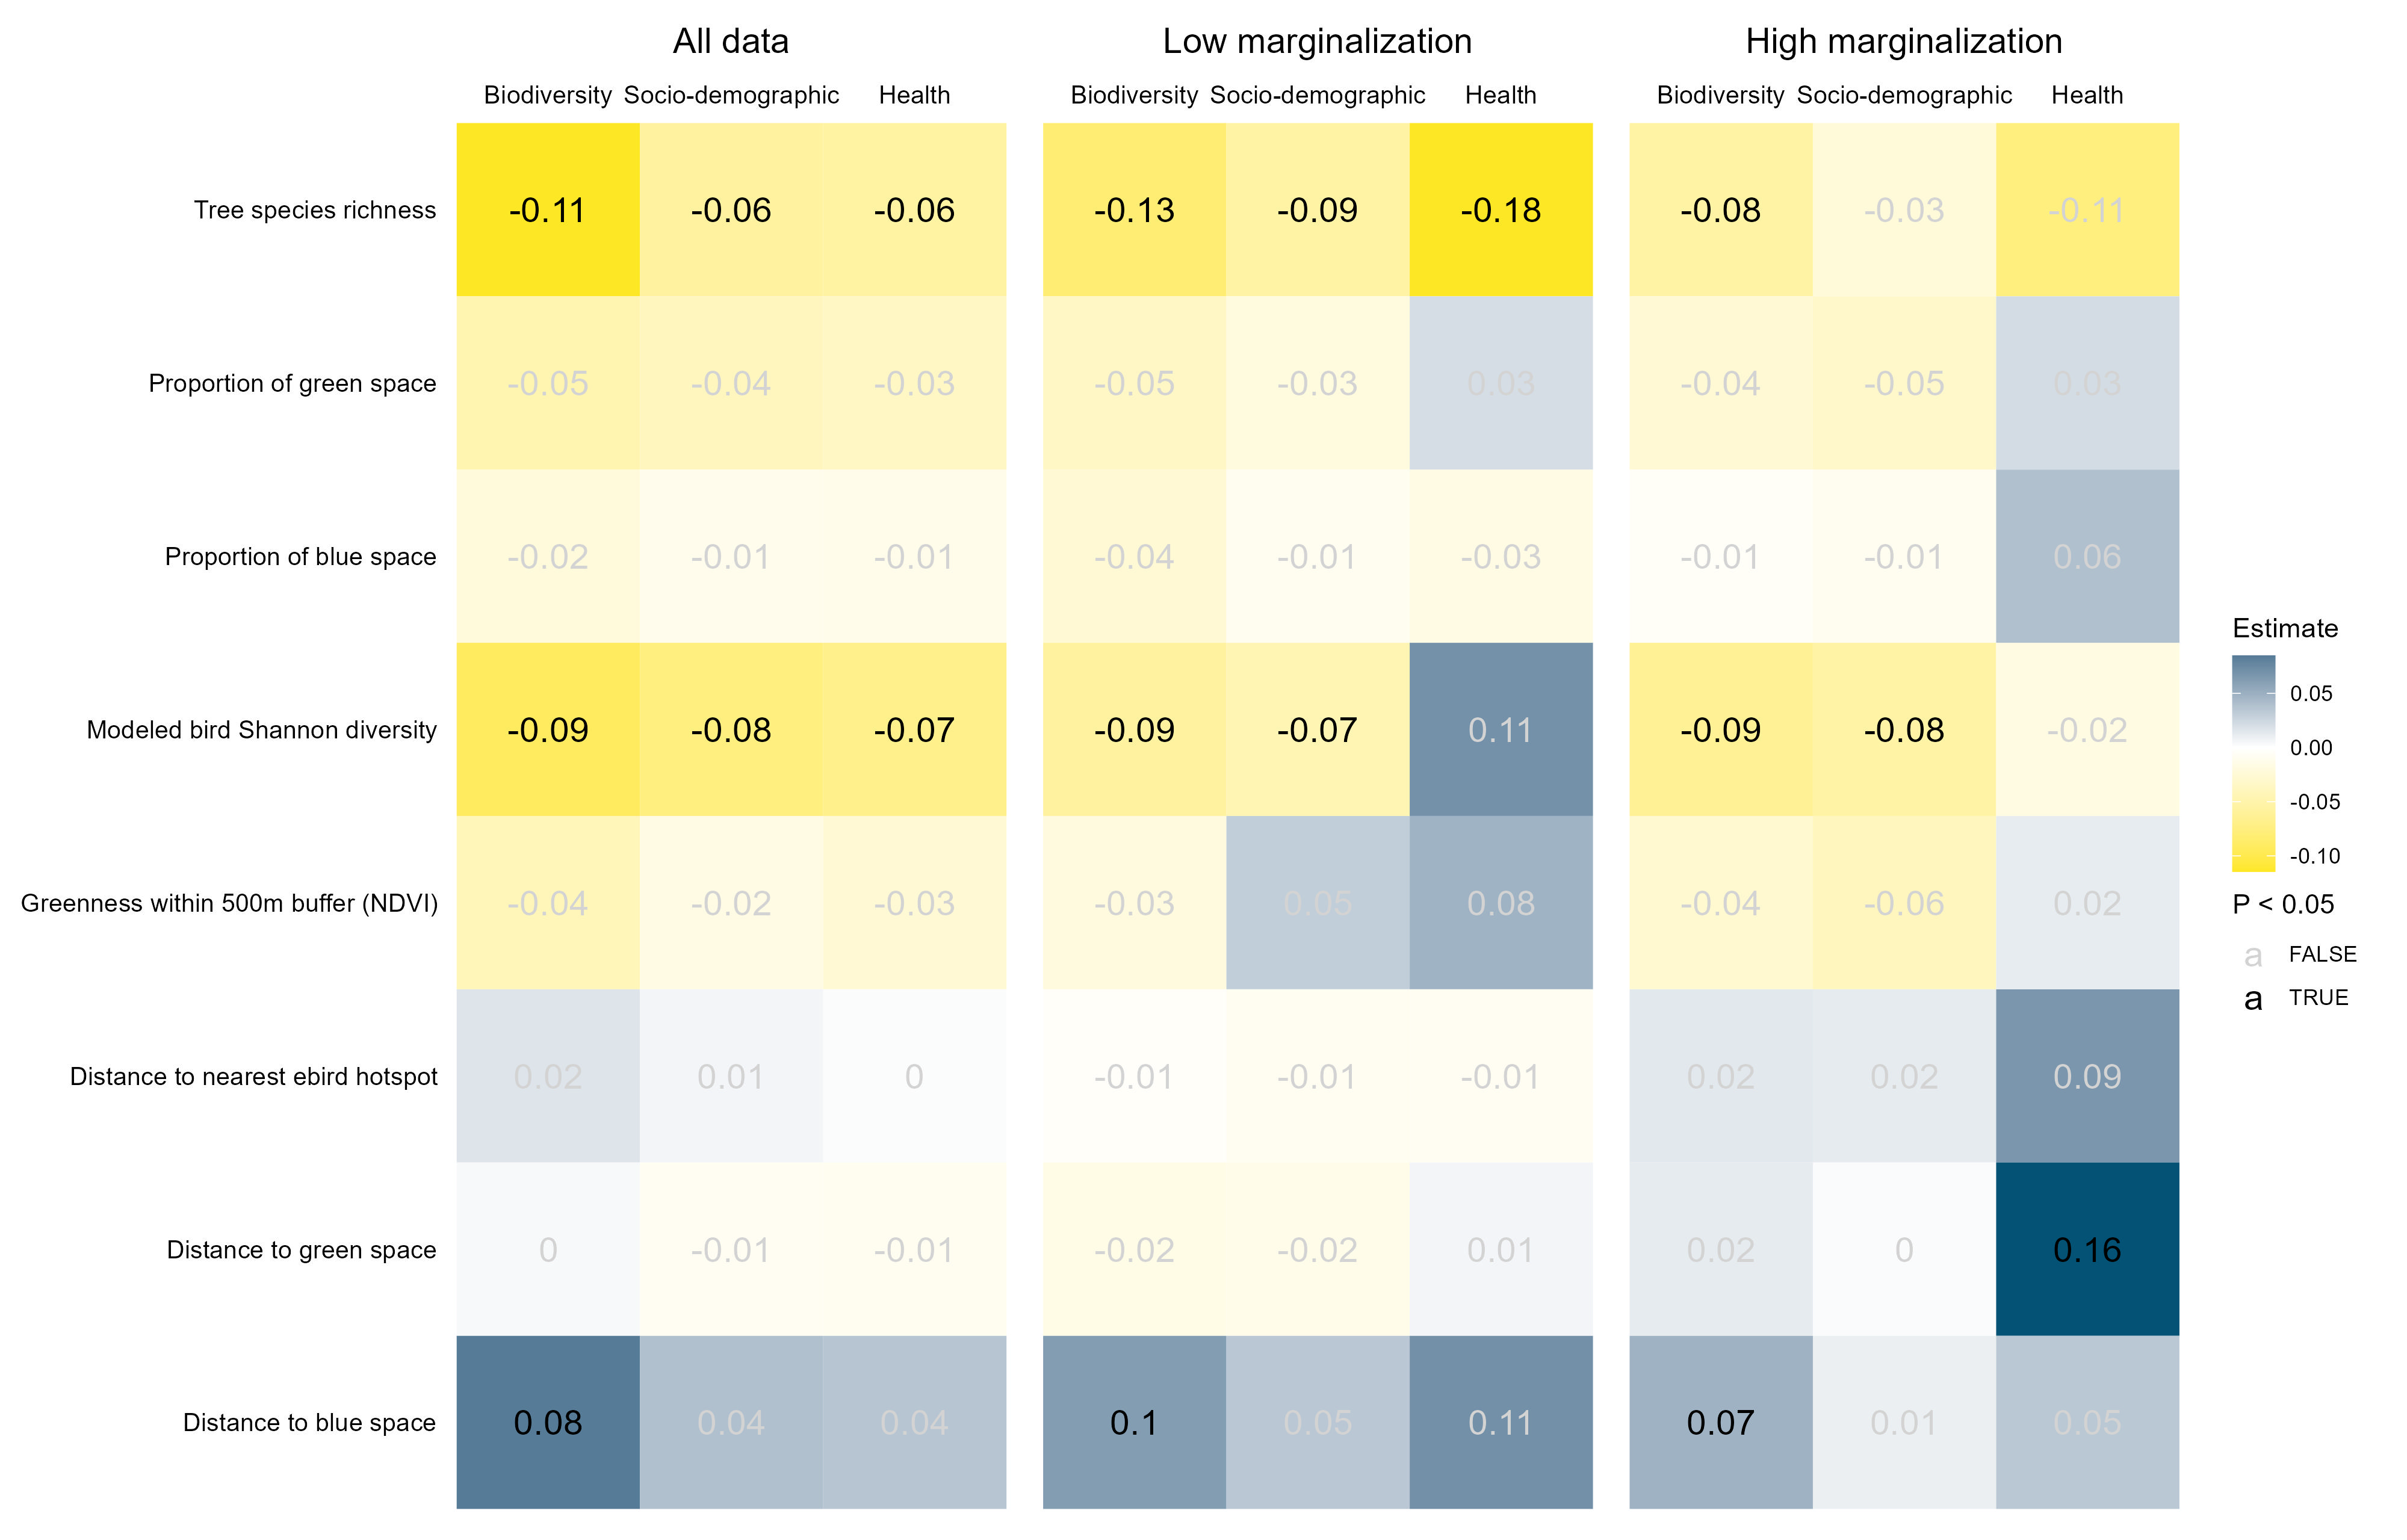 All data Low marginalization High marginalization
Biodiversity Socio-demographic Health Biodiversity Socio-demographic Health Biodiversity Socio-demographic Health
Tree species richness -0.11 -0.06 -0.06 -0.13 -0.09 -0.18 -0.08 -0.03 -0.11
Proportion of green space -0.05 -0.04 -0.03 -0.05 -0.03 0.03 -0.04 -0.05 0.03
Proportion of blue space -0.02 -0.01 -0.01 -0.04 -0.01 -0.03 -0.01 -0.01 0.06
Modeled bird Shannon diversity -0.09 -0.08 -0.07 -0.09 -0.07 0.11 -0.09 -0.08 -0.02
Greenness within 500m buffer (NDVI) -0.04 -0.02 -0.03 -0.03 0.05 0.08 -0.04 -0.06 0.02
Distance to nearest ebird hotspot 0.02 0.01 0 -0.01 -0.01 -0.01 0.02 0.02 0.09
Distance to green space 0 -0.01 -0.01 -0.02 -0.02 0.01 0.02 0 0.16
Distance to blue space 0.08 0.04 0.04 0.1 0.05 0.11 0.07 0.01 0.05
Estimate
0.05
0.00
-0.05
-0.10
P < 0.05
a FALSE
a TRUE